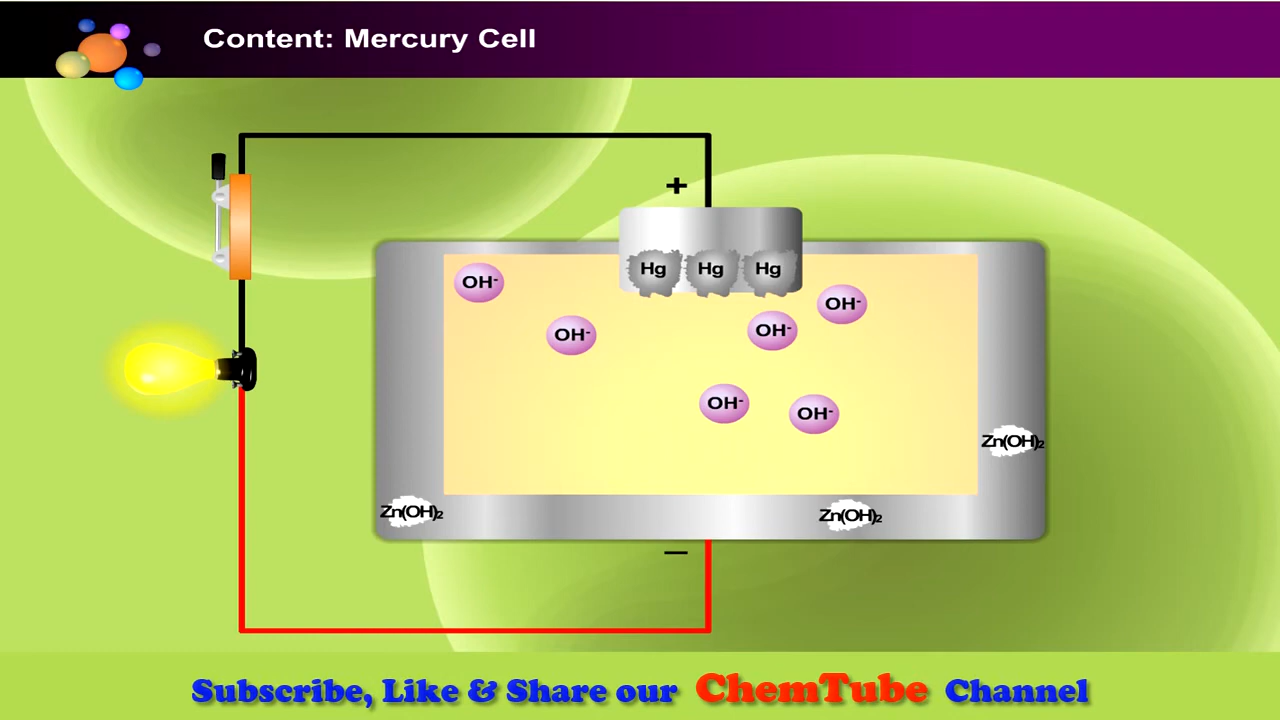 Content: Mercury Cell
+
Hg Hg Hg
OH-
OH-
OH-
OH-
OH-
OH-
Zn(OH)2
Zn(OH)2
Zn(OH)2
—
Subscribe, Like & Share our ChemTube Channel